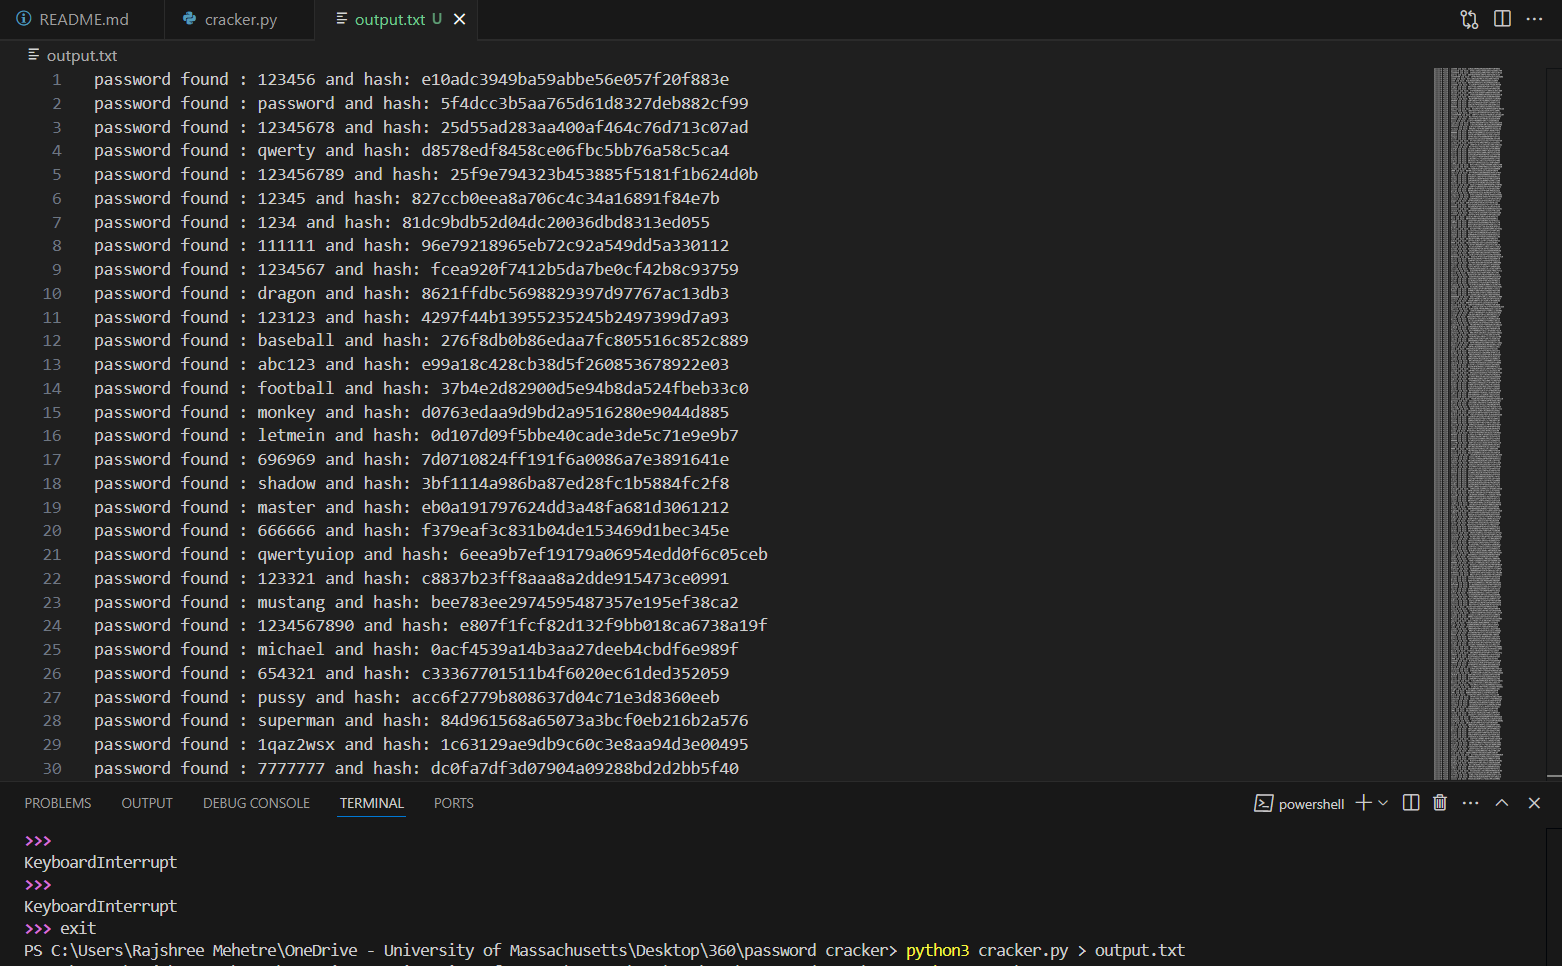 README.md cracker.py output.txt U
output.txt
1 password found : 123456 and hash: e10adc3949ba59abbe56e057f20f883e
2 password found : password and hash: 5f4dcc3b5aa765d61d8327deb882cf99
3 password found : 12345678 and hash: 25d55ad283aa400af464c76d713c07ad
4 password found : qwerty and hash: d8578edf8458ce06fbc5bb76a58c5ca4
5 password found : 123456789 and hash: 25f9e794323b453885f5181f1b624d0b
6 password found : 12345 and hash: 827ccb0eea8a706c4c34a16891f84e7b
7 password found : 1234 and hash: 81dc9bdb52d04dc20036dbd8313ed055
8 password found : 111111 and hash: 96e79218965eb72c92a549dd5a330112
9 password found : 1234567 and hash: fcea920f7412b5da7be0cf42b8c93759
10 password found : dragon and hash: 8621ffdbc5698829397d97767ac13db3
11 password found : 123123 and hash: 4297f44b13955235245b2497399d7a93
12 password found : baseball and hash: 276f8db0b86edaa7fc805516c852c889
13 password found : abc123 and hash: e99a18c428cb38d5f260853678922e03
14 password found : football and hash: 37b4e2d82900d5e94b8da524fbeb33c0
15 password found : monkey and hash: d0763edaa9d9bd2a9516280e9044d885
16 password found : letmein and hash: 0d107d09f5bbe40cade3de5c71e9e9b7
17 password found : 696969 and hash: 7d0710824ff191f6a0086a7e3891641e
18 password found : shadow and hash: 3bf1114a986ba87ed28fc1b5884fc2f8
19 password found : master and hash: eb0a191797624dd3a48fa681d3061212
20 password found : 666666 and hash: f379eaf3c831b04de153469d1bec345e
21 password found : qwertyuiop and hash: 6eea9b7ef19179a06954edd0f6c05ceb
22 password found : 123321 and hash: c8837b23ff8aaa8a2dde915473ce0991
23 password found : mustang and hash: bee783ee2974595487357e195ef38ca2
24 password found : 1234567890 and hash: e807f1fcf82d132f9bb018ca6738a19f
25 password found : michael and hash: 0acf4539a14b3aa27deeb4cbdf6e989f
26 password found : 654321 and hash: c33367701511b4f6020ec61ded352059
27 password found : pussy and hash: acc6f2779b808637d04c71e3d8360eeb
28 password found : superman and hash: 84d961568a65073a3bcf0eb216b2a576
29 password found : 1qaz2wsx and hash: 1c63129ae9db9c60c3e8aa94d3e00495
30 password found : 7777777 and hash: dc0fa7df3d07904a09288bd2d2bb5f40
PROBLEMS OUTPUT DEBUG CONSOLE TERMINAL PORTS powershell
>>>
KeyboardInterrupt
>>>
KeyboardInterrupt
>>> exit
PS C:\Users\Rajshree Mehetre\OneDrive - University of Massachusetts\Desktop\360\password cracker> python3 cracker.py > output.txt